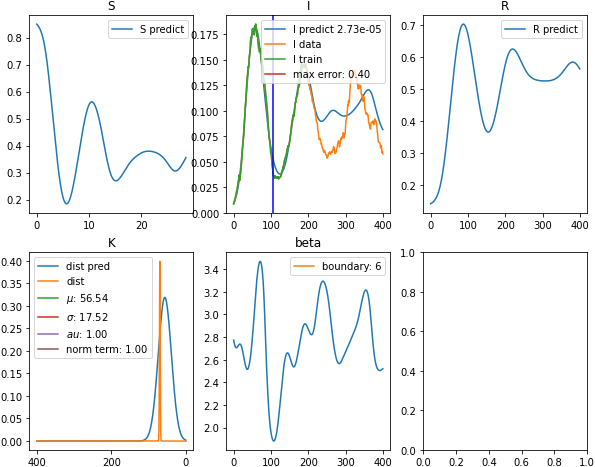 S
I
R
S predict
I predict 2.73e-05
I data
I train
max error: 0.40
R predict
0.8
0.7
0.6
0.5
0.4
0.3
0.2
0 10 20
0.175
0.150
0.125
0.100
0.075
0.050
0.025
0.000
0 100 200 300 400
0.7
0.6
0.5
0.4
0.3
0.2
0 100 200 300 400
K
beta
dist pred
dist
μ: 56.54
σ: 17.52
au: 1.00
norm term: 1.00
boundary: 6
0.40
0.35
0.30
0.25
0.20
0.15
0.10
0.05
0.00
400 200 0
3.4
3.2
3.0
2.8
2.6
2.4
2.2
2.0
0 100 200 300 400
1.0
0.8
0.6
0.4
0.2
0.0
0.0 0.2 0.4 0.6 0.8 1.0